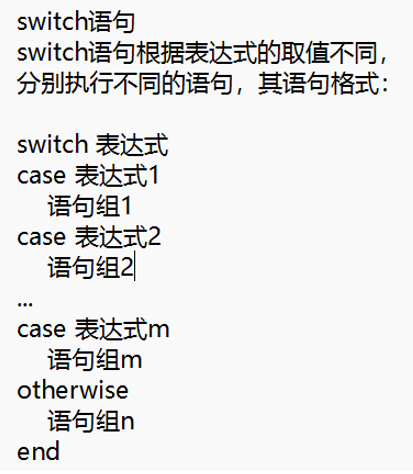 switch语句
switch语句根据表达式的取值不同，
分别执行不同的语句，其语句格式：
switch 表达式
case 表达式1
语句组1
case 表达式2
语句组2
...
case 表达式m
语句组m
otherwise
语句组n
end